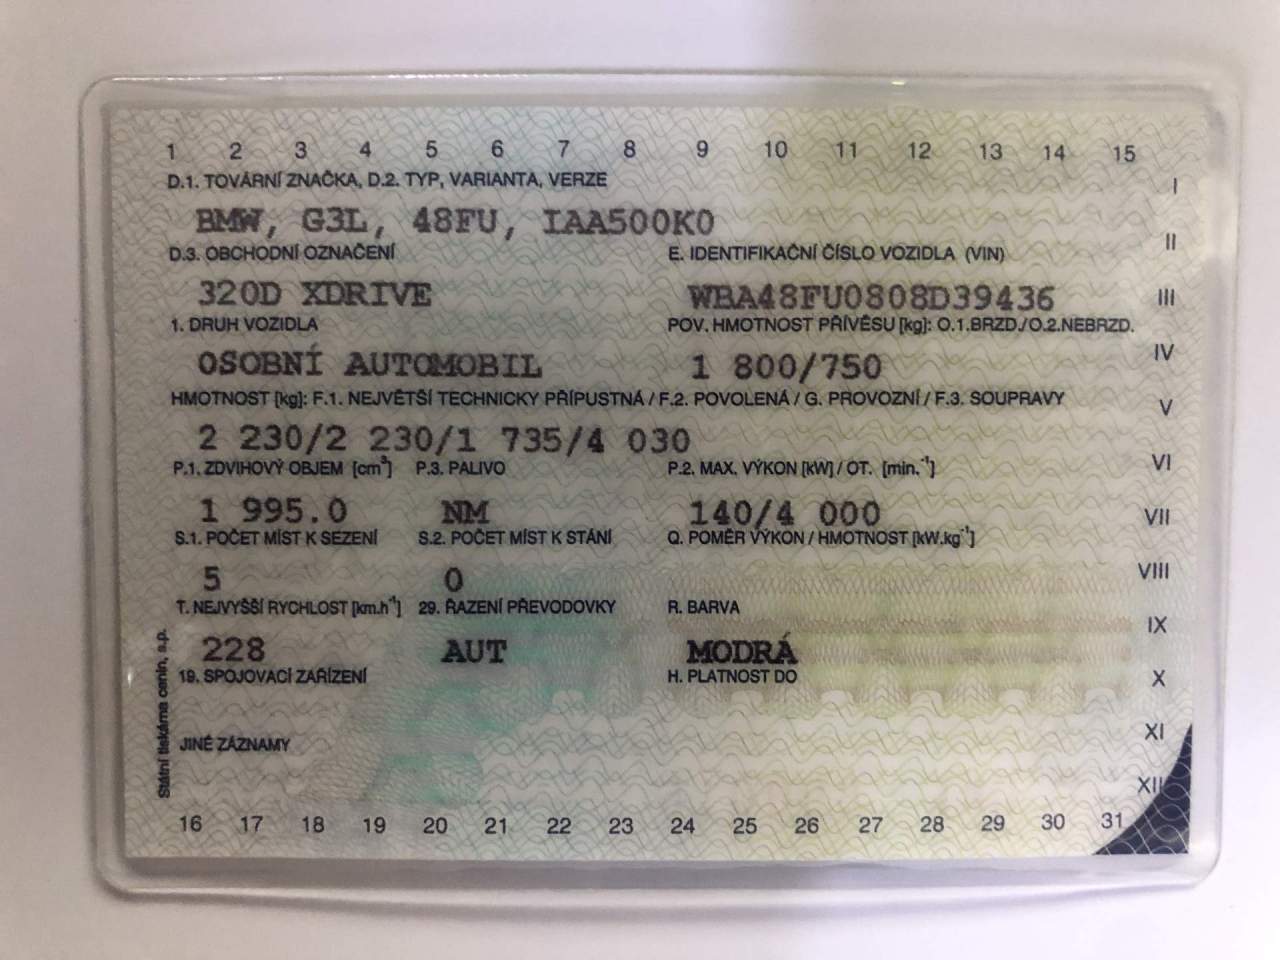 1 2 3 4 5 6 7 8 9 10 11 12 13 14 15
D.1. TOVÁRNÍ ZNAČKA, D.2. TYP, VARIANTA, VERZE
I
BMW, G3L, 48FU, IAA500K0
D.3. OBCHODNÍ OZNAČENÍ E. IDENTIFIKAČNÍ ČÍSLO VOZIDLA (VIN)
II
320D XDRIVE WBA48FU0808D39436
III
1. DRUH VOZIDLA POV. HMOTNOST PŘÍVĚSU [kg]: O.1.BRZD./O.2.NEBRZD.
IV
OSOBNÍ AUTOMOBIL 1 800/750
HMOTNOST [kg]: F.1. NEJVĚTŠÍ TECHNICKY PŘÍPUSTNÁ / F.2. POVOLENÁ / G. PROVOZNÍ / F.3. SOUPRAVY
V
2 230/2 230/1 735/4 030
P.1. ZDVIHOVÝ OBJEM [cm³] P.3. PALIVO P.2. MAX. VÝKON [kW] / OT. [min.⁻¹]
VI
1 995.0 NM 140/4 000
VII
S.1. POČET MÍST K SEZENÍ S.2. POČET MÍST K STÁNÍ Q. POMĚR VÝKON / HMOTNOST [kW.kg⁻¹]
5 0
VIII
T. NEJVYŠŠÍ RYCHLOST [km.h⁻¹] 29. ŘAZENÍ PŘEVODOVKY R. BARVA
IX
228 AUT MODRÁ
19. SPOJOVACÍ ZAŘÍZENÍ H. PLATNOST DO
X
XI
JINÉ ZÁZNAMY
XII
Státní tiskárna cenin, s.p.
16 17 18 19 20 21 22 23 24 25 26 27 28 29 30 31